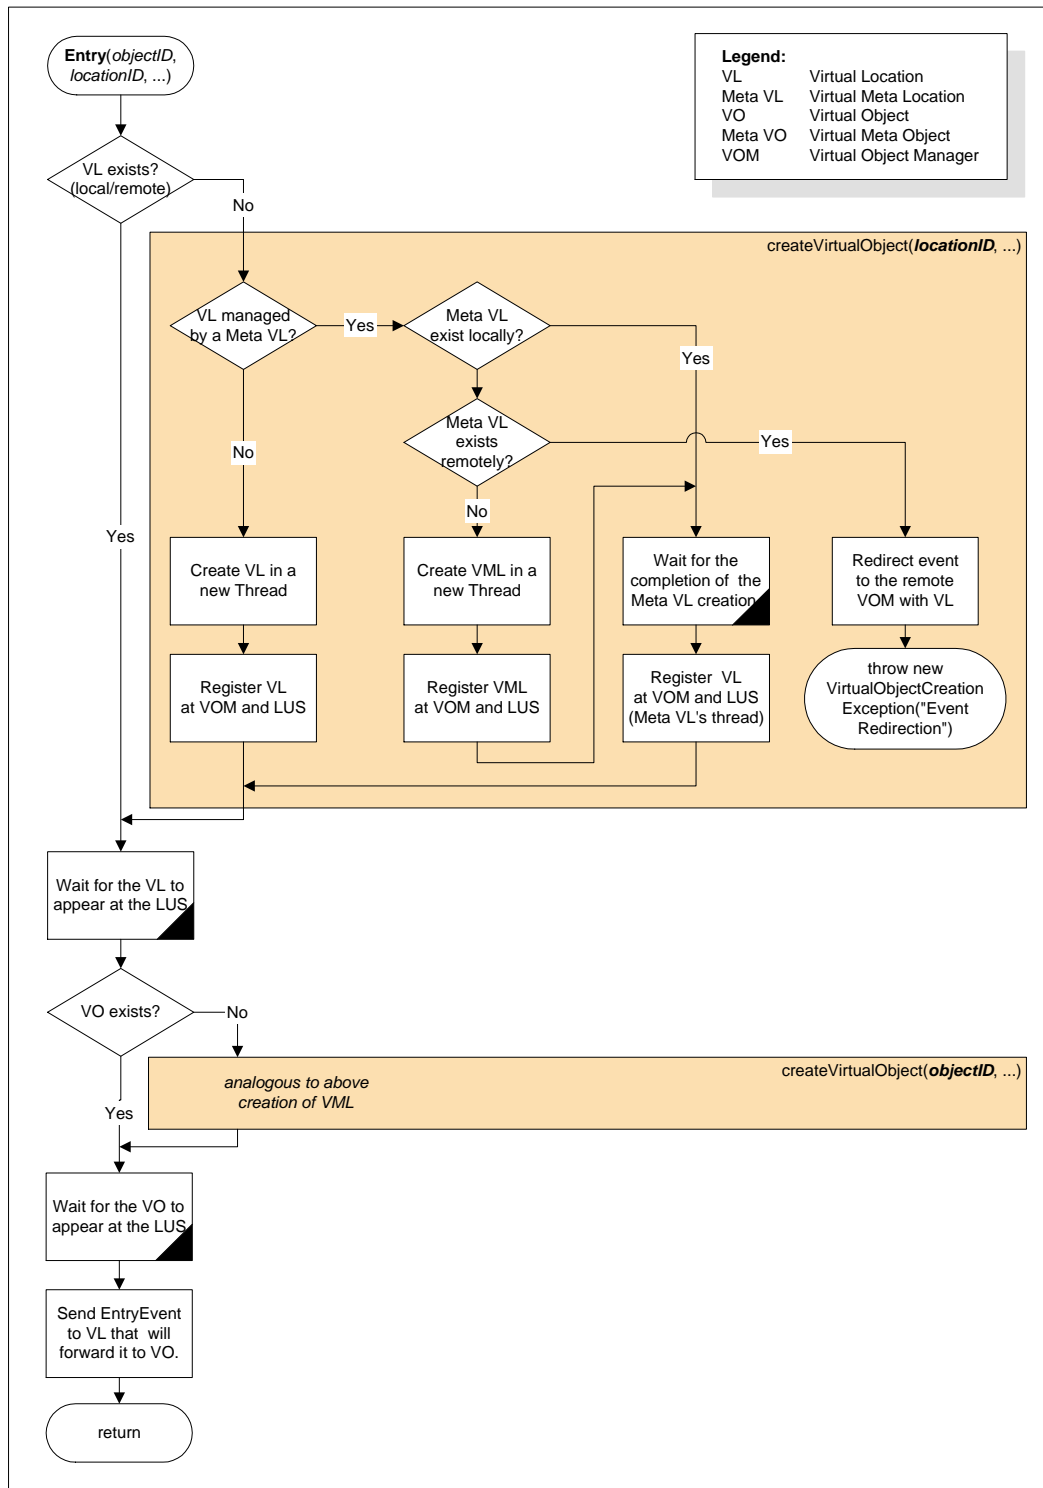 Entry(objectID,
locationID, ...)
Legend:
VL Virtual Location
Meta VL Virtual Meta Location
VO Virtual Object
Meta VO Virtual Meta Object
VOM Virtual Object Manager
VL exists?
(local/remote)
No
createVirtualObject(locationID, ...)
VL managed
by a Meta VL?
Yes
Meta VL
exist locally?
Yes
Meta VL
exists
remotely?
Yes
No
No
Yes
Create VL in a
new Thread
Create VML in a
new Thread
Wait for the
completion of the
Meta VL creation
Redirect event
to the remote
VOM with VL
Register VL
at VOM and LUS
Register VML
at VOM and LUS
Register VL
at VOM and LUS
(Meta VL's thread)
throw new
VirtualObjectCreation
Exception("Event
Redirection")
Wait for the VL to
appear at the LUS
VO exists?
No
createVirtualObject(objectID, ...)
analogous to above
creation of VML
Yes
Wait for the VO to
appear at the LUS
Send EntryEvent
to VL that will
forward it to VO.
return